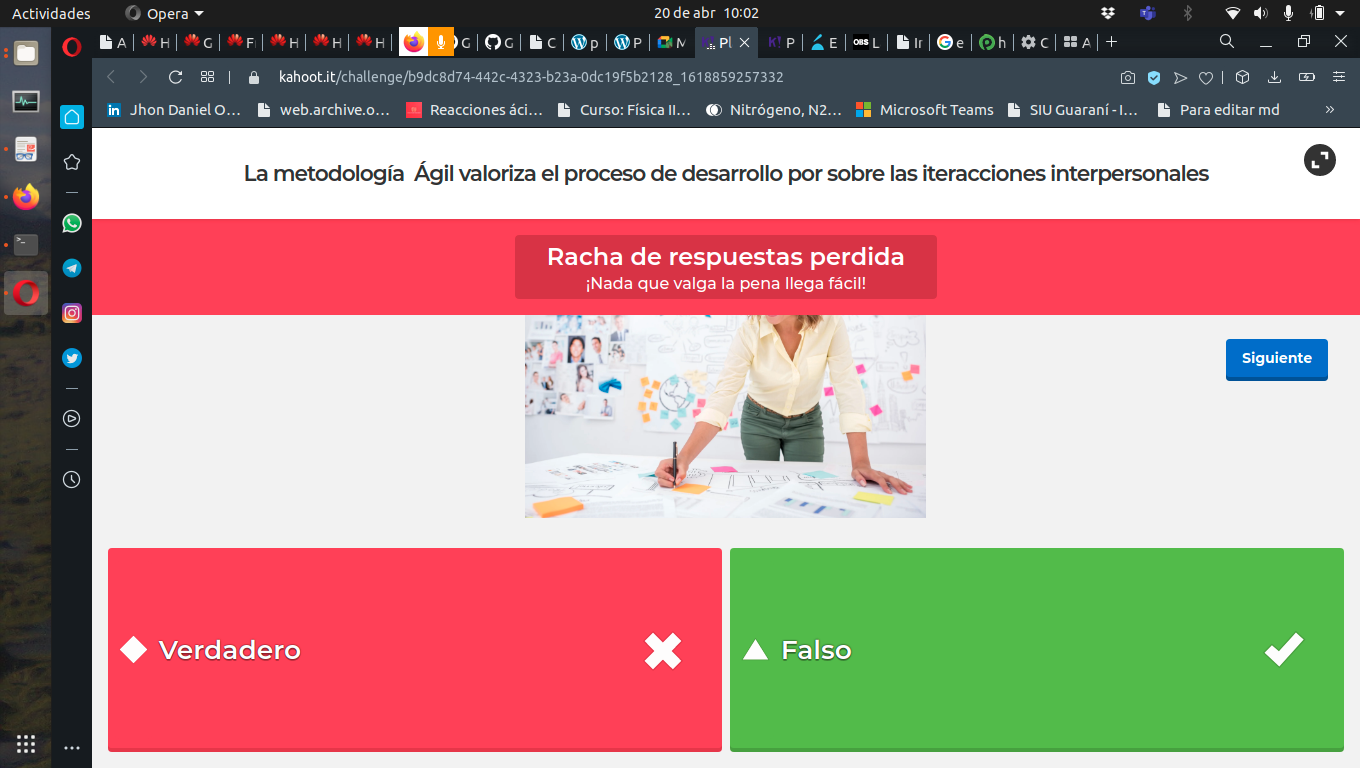 Actividades Opera 20 de abr 10:02
A H G F H H H G G C p P M Pl P E L Ir e h C A
kahoot.it/challenge/b9dc8d74-442c-4323-b23a-0dc19f5b2128_1618859257332
Jhon Daniel O... web.archive.o... Reacciones áci... Curso: Física II... Nitrógeno, N2... Microsoft Teams SIU Guaraní - I... Para editar md »
La metodología Ágil valoriza el proceso de desarrollo por sobre las iteracciones interpersonales
Racha de respuestas perdida
¡Nada que valga la pena llega fácil!
Siguiente
Verdadero
Falso